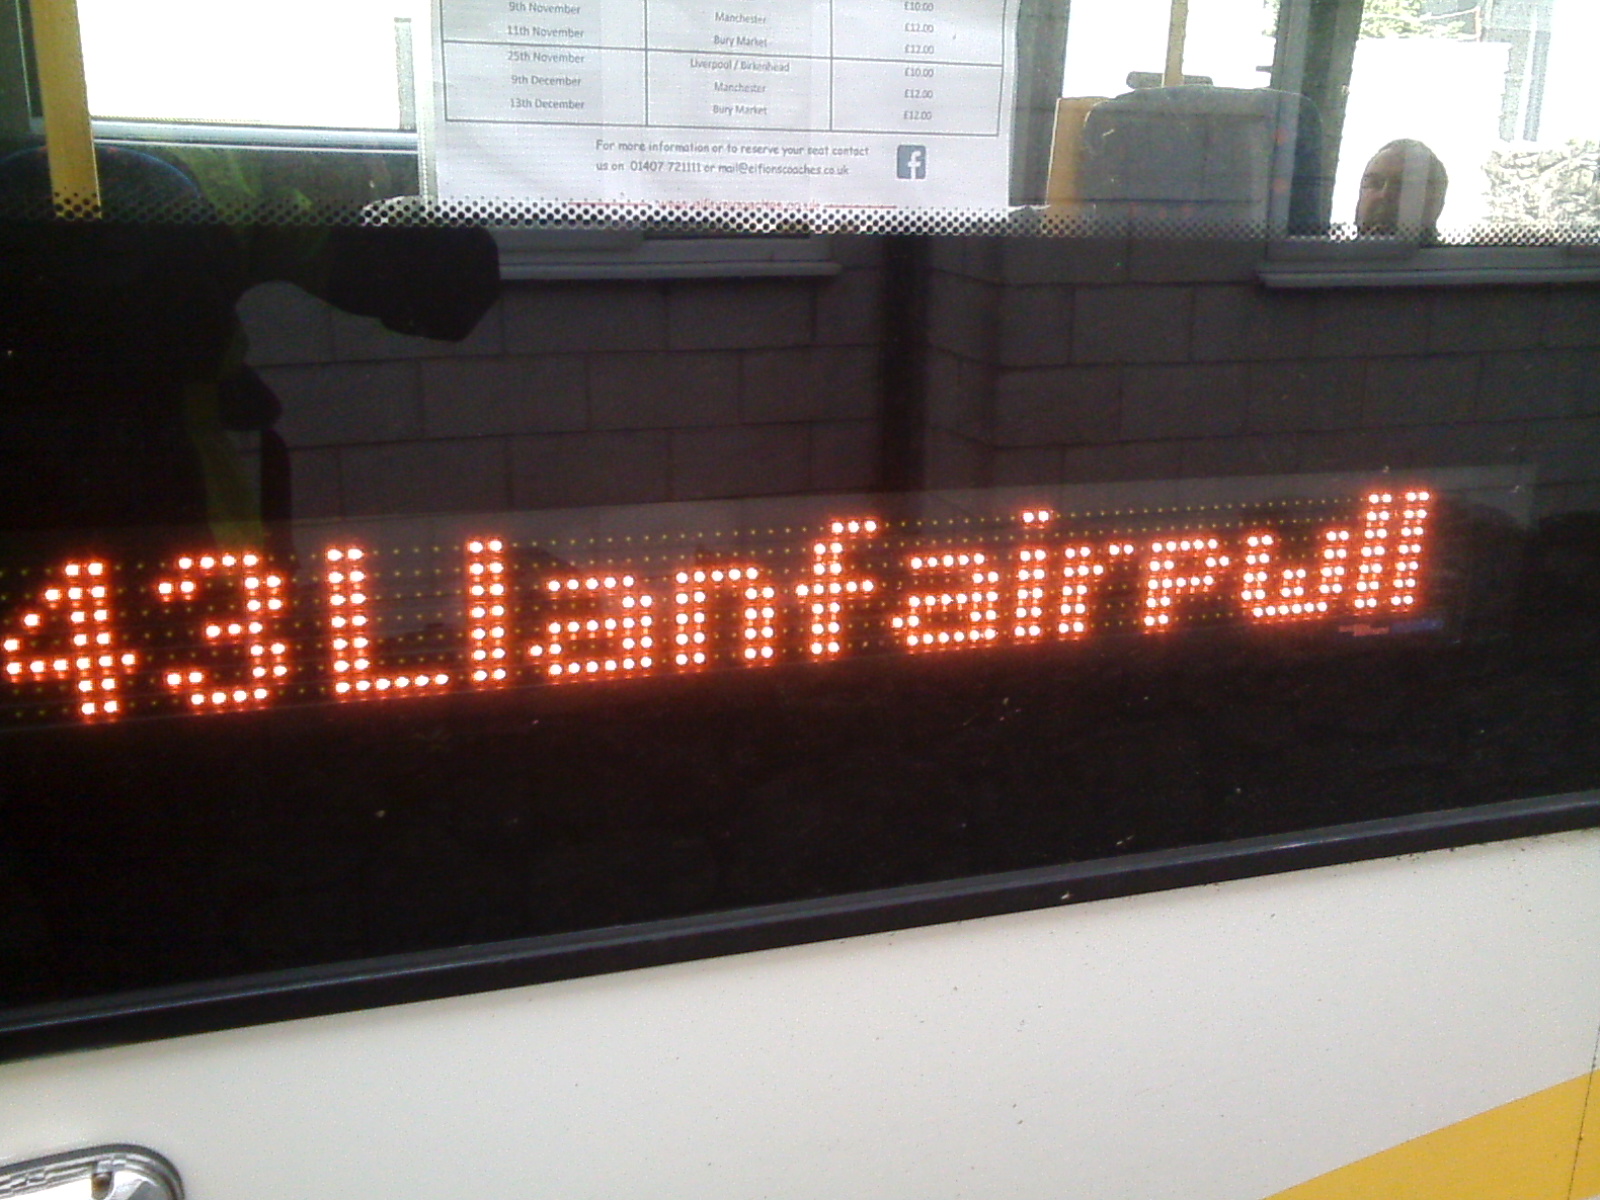 9th November Manchester £10.00
11th November Bury Market £12.00
25th November Liverpool / Birkenhead £12.00
9th December Manchester £10.00
13th December Bury Market £12.00
£12.00
For more information or to reserve your seat contact
us on 01407 721111 or mail@eifionscoaches.co.uk
f
43 Llanfairpwll